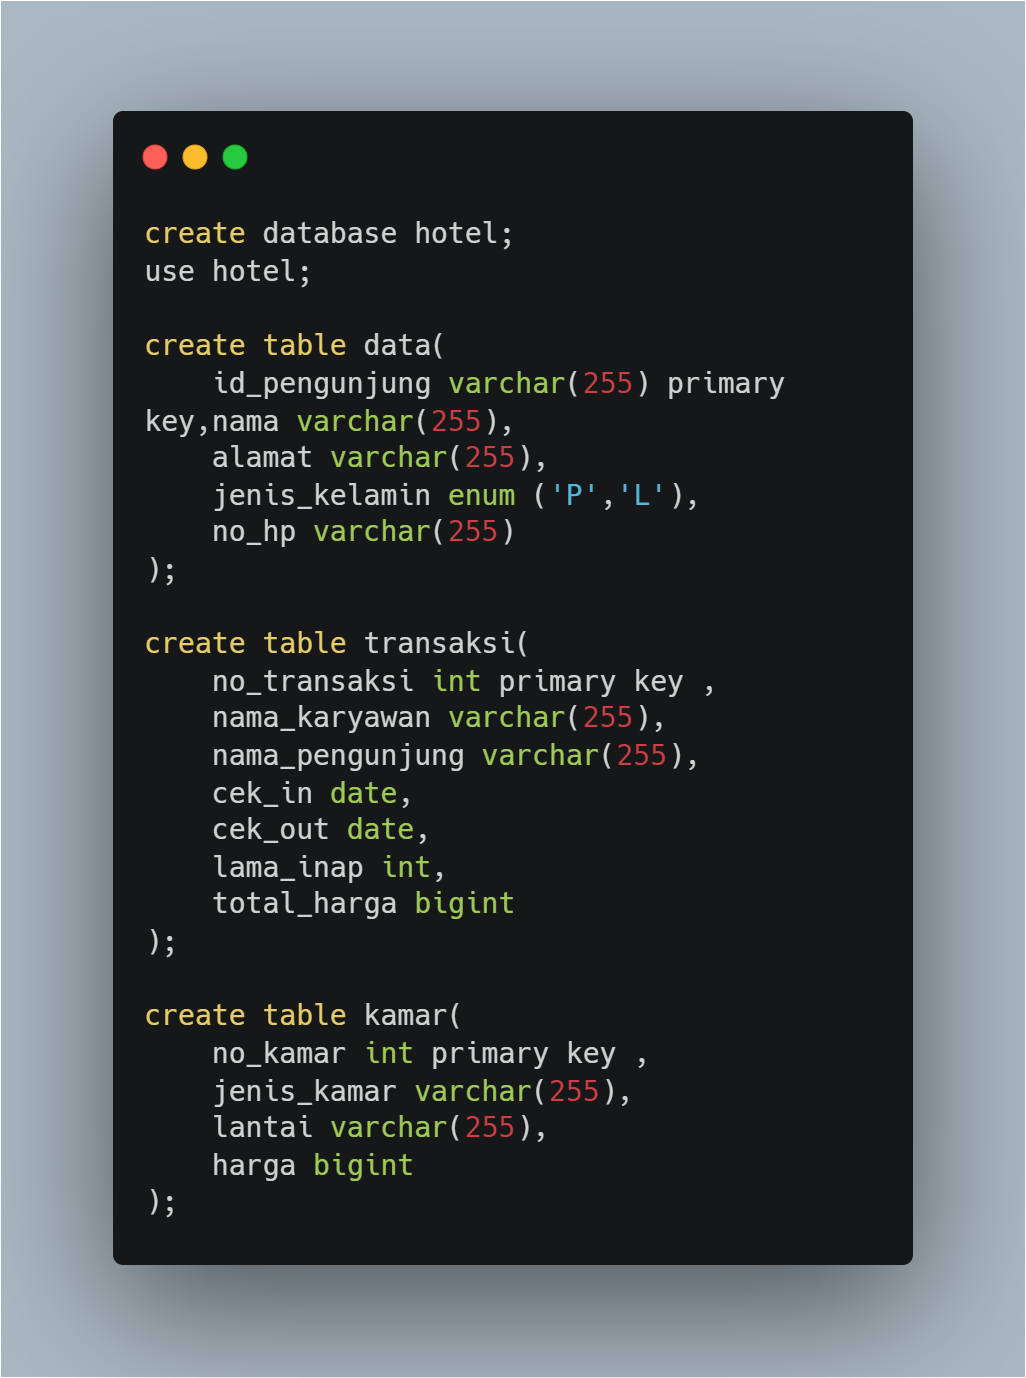 create database hotel;
use hotel;

create table data(
    id_pengunjung varchar(255) primary
key,nama varchar(255),
    alamat varchar(255),
    jenis_kelamin enum ('P','L'),
    no_hp varchar(255)
);

create table transaksi(
    no_transaksi int primary key ,
    nama_karyawan varchar(255),
    nama_pengunjung varchar(255),
    cek_in date,
    cek_out date,
    lama_inap int,
    total_harga bigint
);

create table kamar(
    no_kamar int primary key ,
    jenis_kamar varchar(255),
    lantai varchar(255),
    harga bigint
);